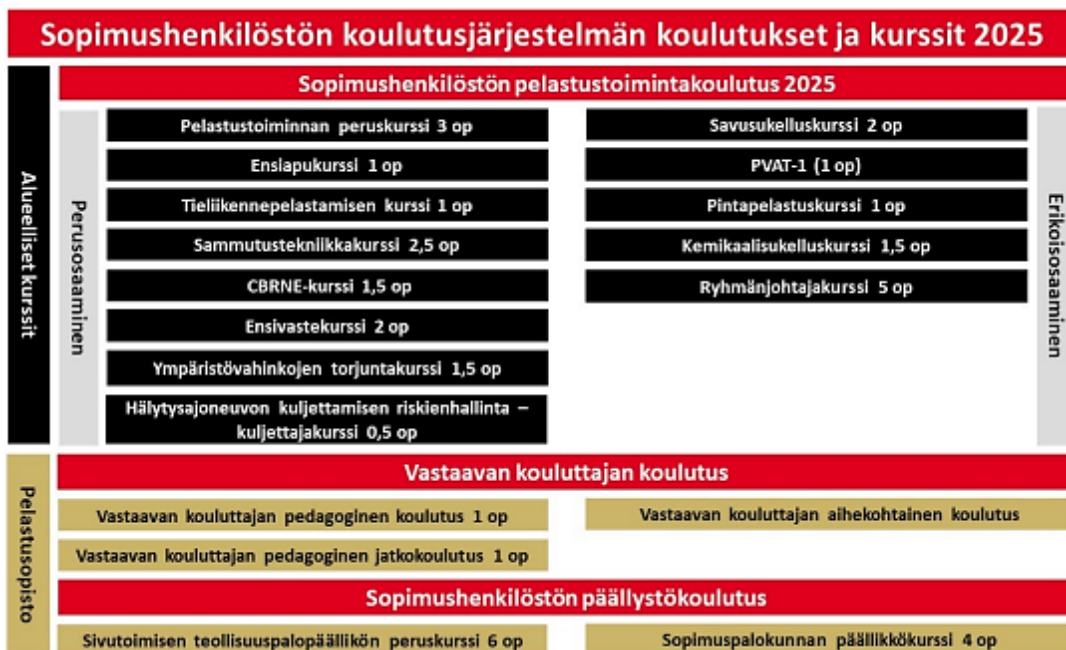 Sopimushenkilöstön koulutusjärjestelmän koulutukset ja kurssit 2025
Alueelliset kurssit
Sopimushenkilöstön pelastustoimintakoulutus 2025
Perusosaaminen
Pelastustoiminnan peruskurssi 3 op
Ensiapukurssi 1 op
Tieliikennepelastamisen kurssi 1 op
Sammutustekniikkakurssi 2,5 op
CBRNE-kurssi 1,5 op
Ensivastekurssi 2 op
Ympäristövahinkojen torjuntakurssi 1,5 op
Hälytysajoneuvon kuljettamisen riskienhallinta –
kuljettajakurssi 0,5 op
Savusukelluskurssi 2 op
PVAT-1 (1 op)
Pintapelastuskurssi 1 op
Kemikaalisukelluskurssi 1,5 op
Ryhmänjohtajakurssi 5 op
Erikoisosaaminen
Pelastusopisto
Vastaavan kouluttajan koulutus
Vastaavan kouluttajan pedagoginen koulutus 1 op
Vastaavan kouluttajan pedagoginen jatkokoulutus 1 op
Vastaavan kouluttajan aihekohtainen koulutus
Sopimushenkilöstön päällystökoulutus
Sivutoimisen teollisuuspalopäällikön peruskurssi 6 op
Sopimuspalokunnan päällikkökurssi 4 op